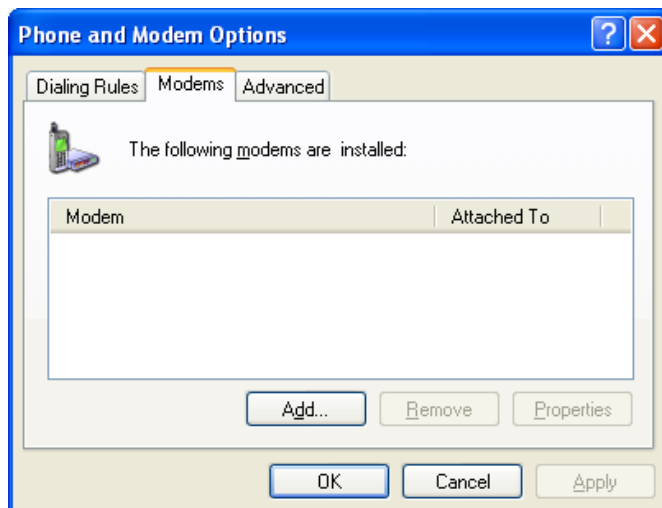 Phone and Modem Options ?
Dialing Rules Modems Advanced
The following modems are installed:
Modem Attached To
Add... Remove Properties
OK Cancel Apply